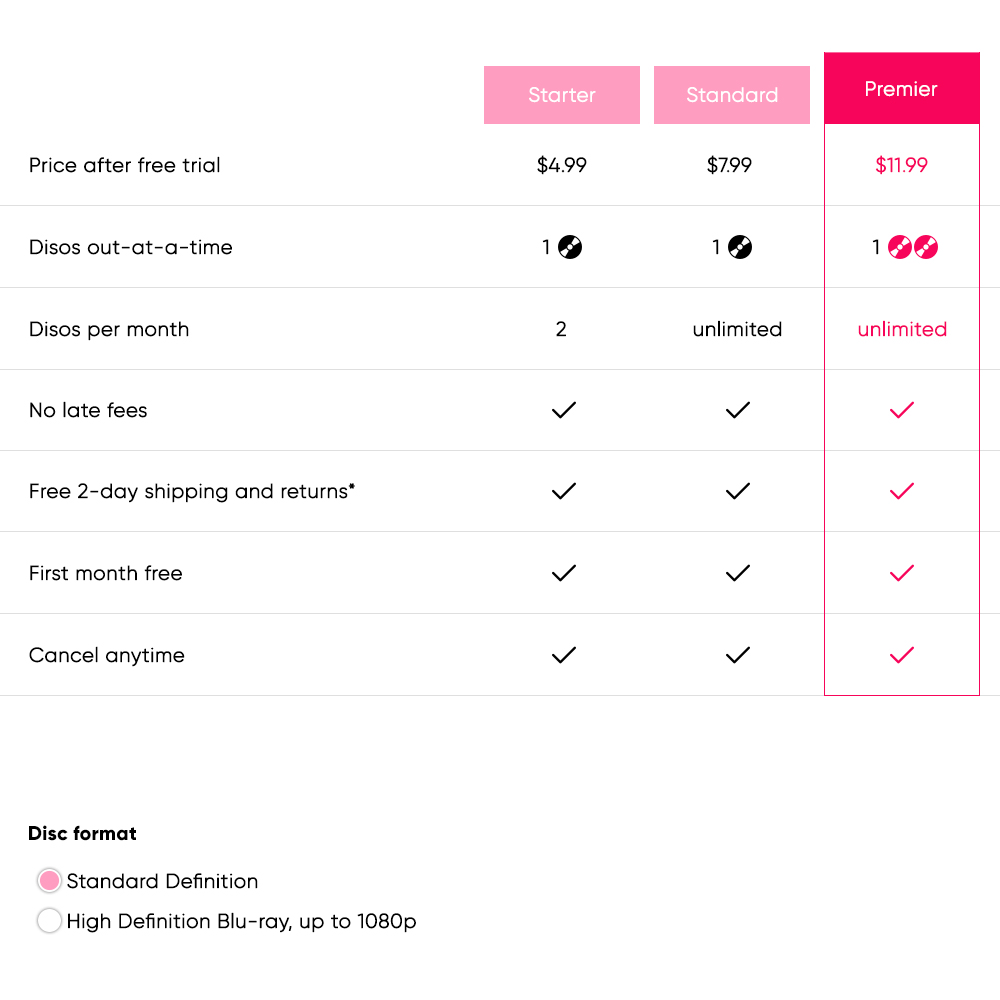 Starter Standard Premier
Price after free trial $4.99 $7.99 $11.99
Disos out-at-a-time 1 1 1
Disos per month 2 unlimited unlimited
No late fees
Free 2-day shipping and returns*
First month free
Cancel anytime
Disc format
Standard Definition
High Definition Blu-ray, up to 1080p